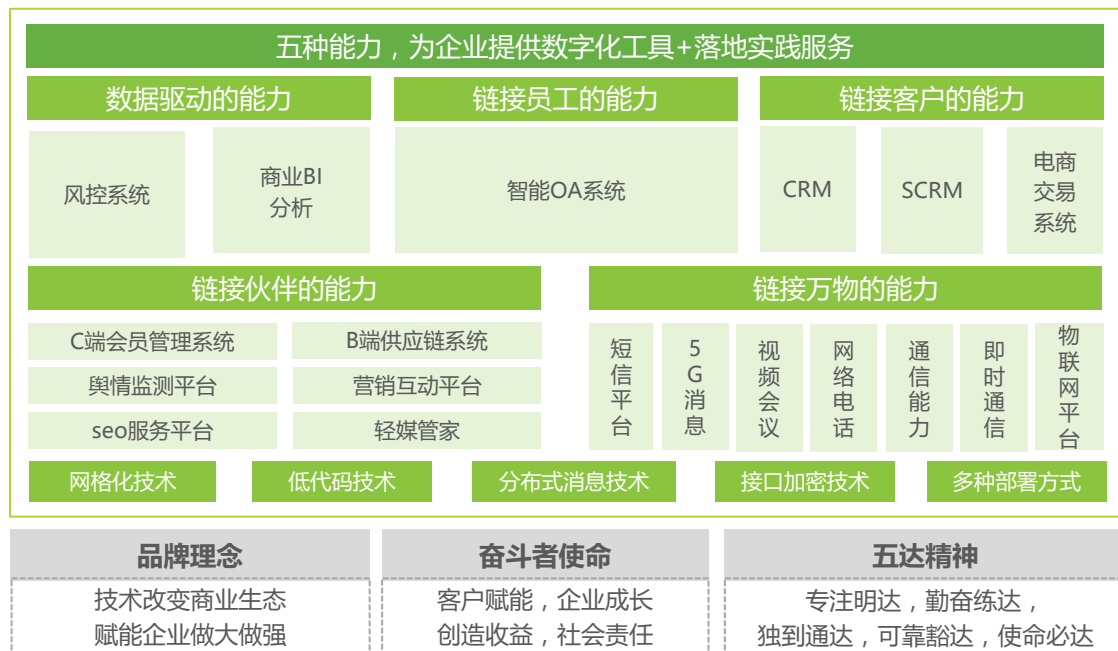 五种能力，为企业提供数字化工具+落地实践服务
数据驱动的能力
链接员工的能力
链接客户的能力
风控系统
商业BI
分析
智能OA系统
CRM
SCRM
电商
交易
系统
链接伙伴的能力
链接万物的能力
C端会员管理系统
B端供应链系统
舆情监测平台
营销互动平台
seo服务平台
轻媒管家
短信平台
5G消息
视频会议
网络电话
通信能力
即时通信
物联网平台
网格化技术
低代码技术
分布式消息技术
接口加密技术
多种部署方式
品牌理念
奋斗者使命
五达精神
技术改变商业生态
赋能企业做大做强
客户赋能，企业成长
创造收益，社会责任
专注明达，勤奋练达，
独到通达，可靠豁达，使命必达